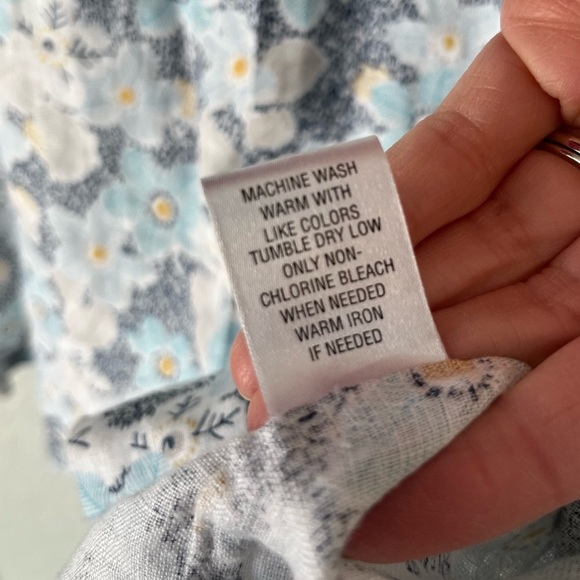 MACHINE WASH
WARM WITH
LIKE COLORS
TUMBLE DRY LOW
ONLY NON-
CHLORINE BLEACH
WHEN NEEDED
WARM IRON
IF NEEDED